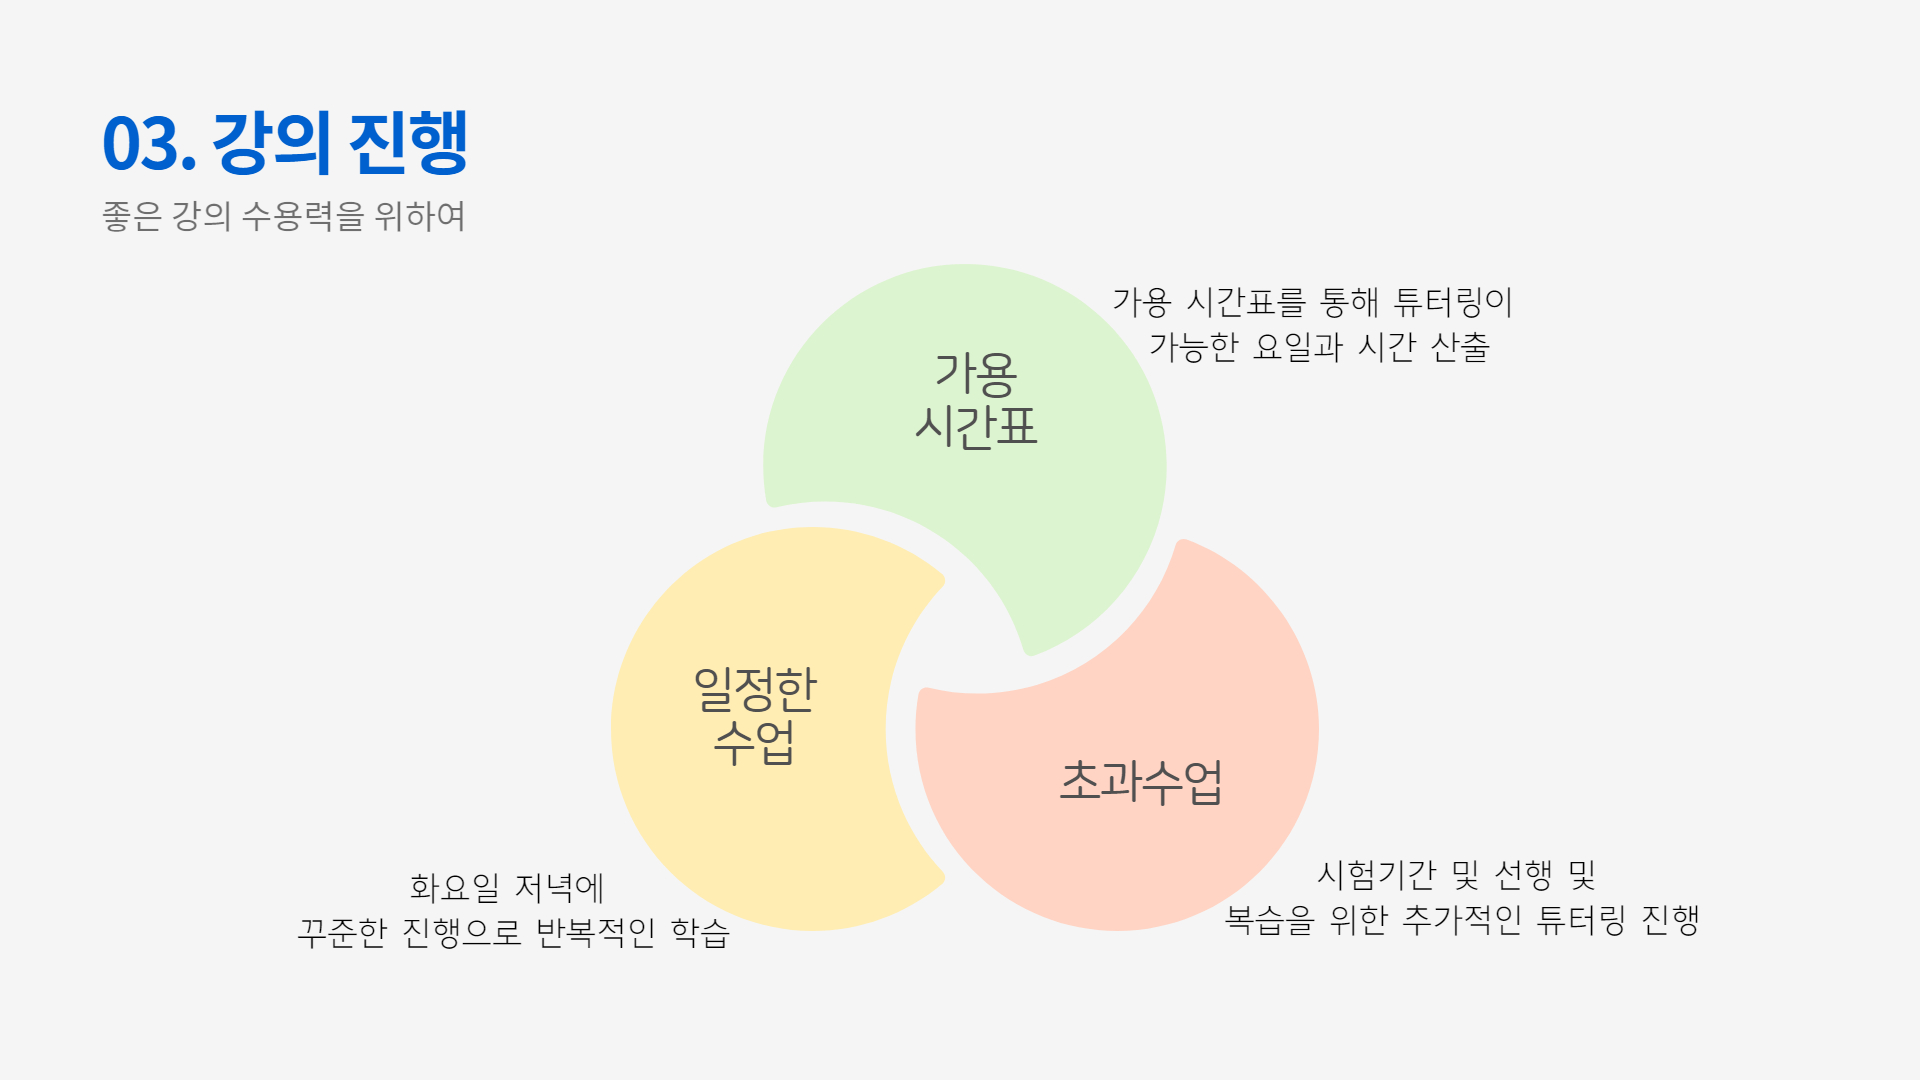 03. 강의 진행
좋은 강의 수용력을 위하여
가용
시간표
가용 시간표를 통해 튜터링이
가능한 요일과 시간 산출
일정한
수업
화요일 저녁에
꾸준한 진행으로 반복적인 학습
초과수업
시험기간 및 선행 및
복습을 위한 추가적인 튜터링 진행